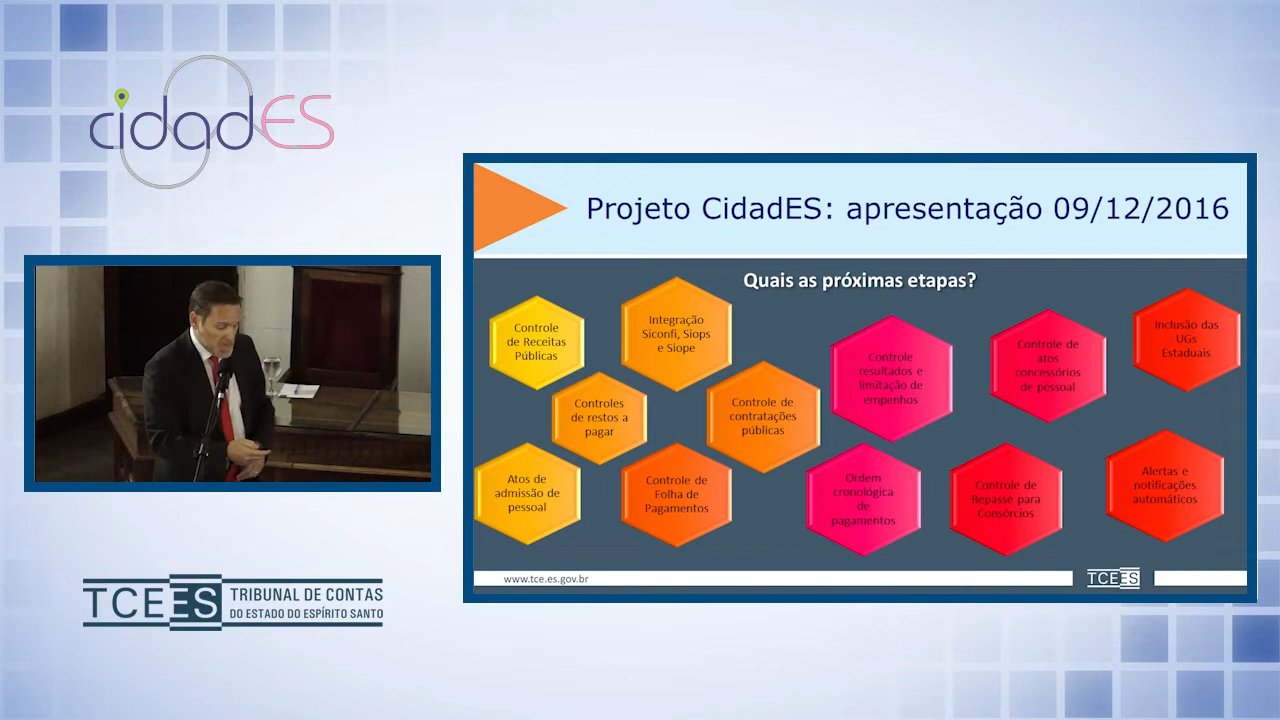 cidadES
Projeto CidadES: apresentação 09/12/2016
Quais as próximas etapas?
Controle
de Receitas
Públicas
Integração
Siconfi, Siops
e Siope
Controles
de restos a
pagar
Controle de
contratações
públicas
Atos de
admissão de
pessoal
Controle de
Folha de
Pagamentos
Controle
resultados e
limitação de
empenhos
Controle de
atos
concessórios
de pessoal
Inclusão das
UGs
Estaduais
Ordem
cronológica
de
pagamentos
Controle de
Repasse para
Consórcios
Alertas e
notificações
automáticos
www.tce.es.gov.br
TCEES
TCEES
TRIBUNAL DE CONTAS
DO ESTADO DO ESPÍRITO SANTO